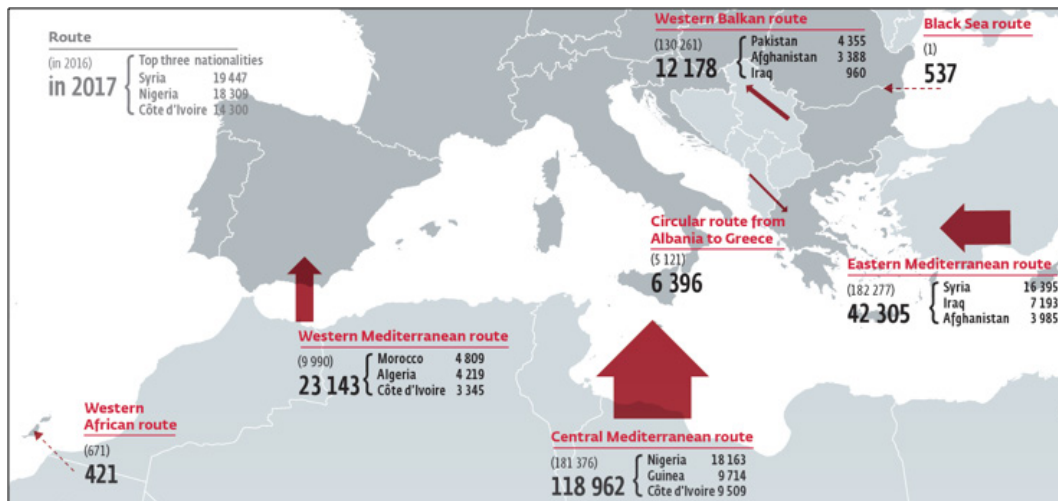 Route
(in 2016)
in 2017
Top three nationalities
Syria 19 447
Nigeria 18 309
Côte d'Ivoire 14 300
Western Balkan route
(130 261)
12 178
Pakistan 4 355
Afghanistan 3 388
Iraq 960
Black Sea route
(1)
537
Circular route from
Albania to Greece
(5 121)
6 396
Eastern Mediterranean route
(182 277)
42 305
Syria 16 395
Iraq 7 193
Afghanistan 3 985
Western Mediterranean route
(9 990)
23 143
Morocco 4 809
Algeria 4 219
Côte d'Ivoire 3 345
Western
African route
(671)
421
Central Mediterranean route
(181 376)
118 962
Nigeria 18 163
Guinea 9 714
Côte d'Ivoire 9 509